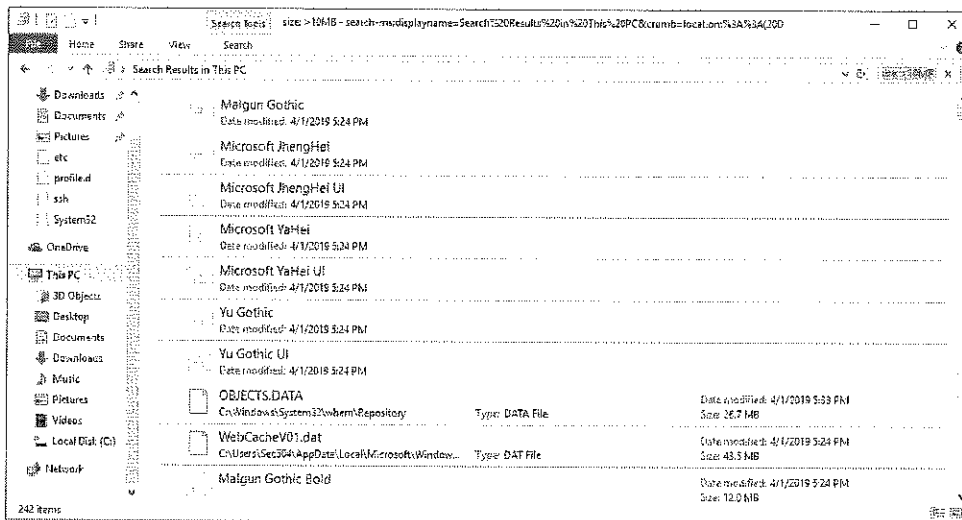 Search Tools size: >10MB - search-ms:displayname=Search%20Results%20in%20This%20PC&crumb=location:%3A%3A(20D
File Home Share View Search
Search Results in This PC
Downloads
Documents
Pictures
etc
profile.d
ssh
System32
OneDrive
This PC
3D Objects
Desktop
Documents
Downloads
Music
Pictures
Videos
Local Disk (C:)
Network
Malgun Gothic
Date modified: 4/1/2019 5:24 PM
Microsoft JhengHei
Date modified: 4/1/2019 5:24 PM
Microsoft JhengHei UI
Date modified: 4/1/2019 5:24 PM
Microsoft YaHei
Date modified: 4/1/2019 5:24 PM
Microsoft YaHei UI
Date modified: 4/1/2019 5:24 PM
Yu Gothic
Date modified: 4/1/2019 5:24 PM
Yu Gothic UI
Date modified: 4/1/2019 5:24 PM
OBJECTS.DATA
C:\Windows\System32\wbem\Repository Type: DATA File
Date modified: 4/1/2019 5:33 PM
Size: 26.7 MB
WebCacheV01.dat
C:\Users\Sec504\AppData\Local\Microsoft\Window... Type: DAT File
Date modified: 4/1/2019 5:24 PM
Size: 43.5 MB
Malgun Gothic Bold
Date modified: 4/1/2019 5:24 PM
Size: 12.0 MB
242 items